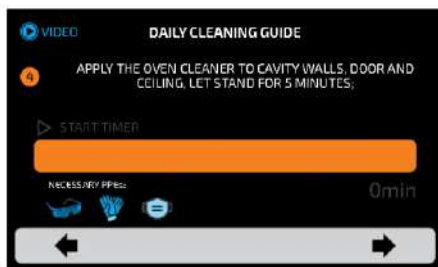 VIDEO
DAILY CLEANING GUIDE
4
APPLY THE OVEN CLEANER TO CAVITY WALLS, DOOR AND
CEILING, LET STAND FOR 5 MINUTES;
START TIMER
NECESSARY PPEs:
0min